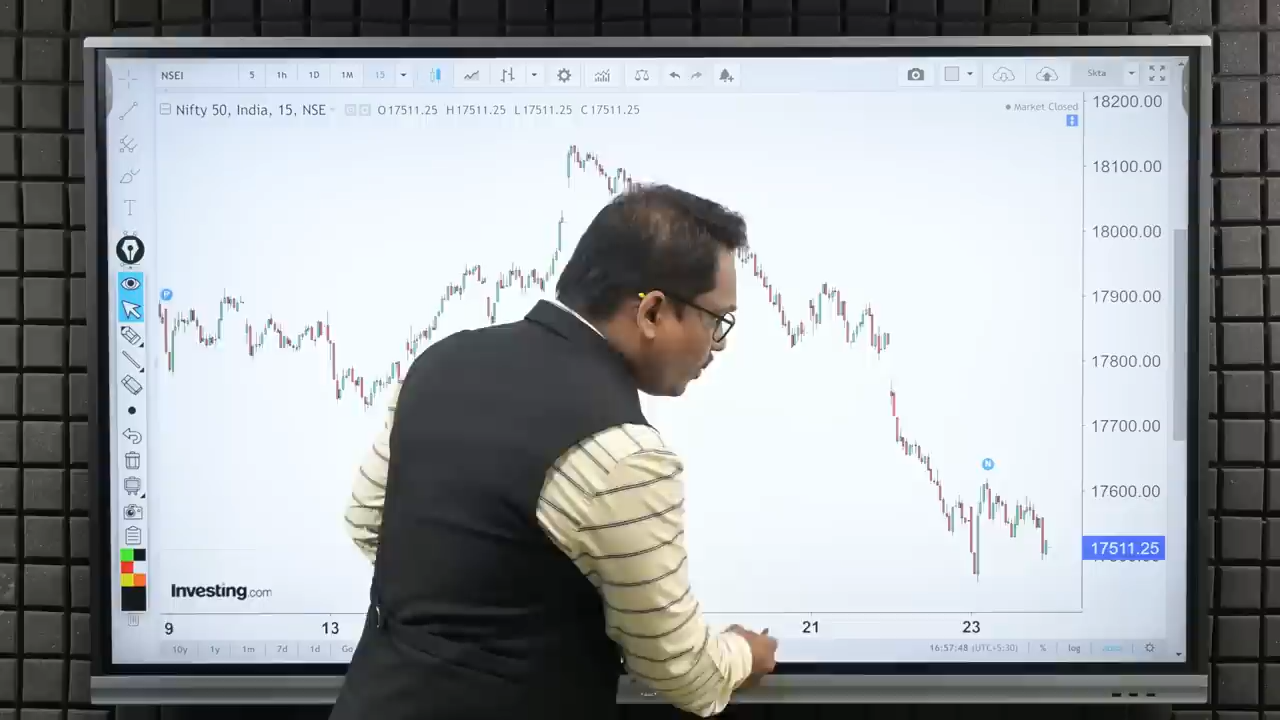 NSEI 5 1h 1D 1M 15 Skta
Nifty 50, India, 15, NSE O17511.25 H17511.25 L17511.25 C17511.25 Market Closed
18200.00
18100.00
18000.00
17900.00
17800.00
17700.00
17600.00
17511.25
P
N
T
Investing.com
9 13 21 23
10y 1y 1m 7d 1d Go 16:57:48 (UTC+5:30) % log auto